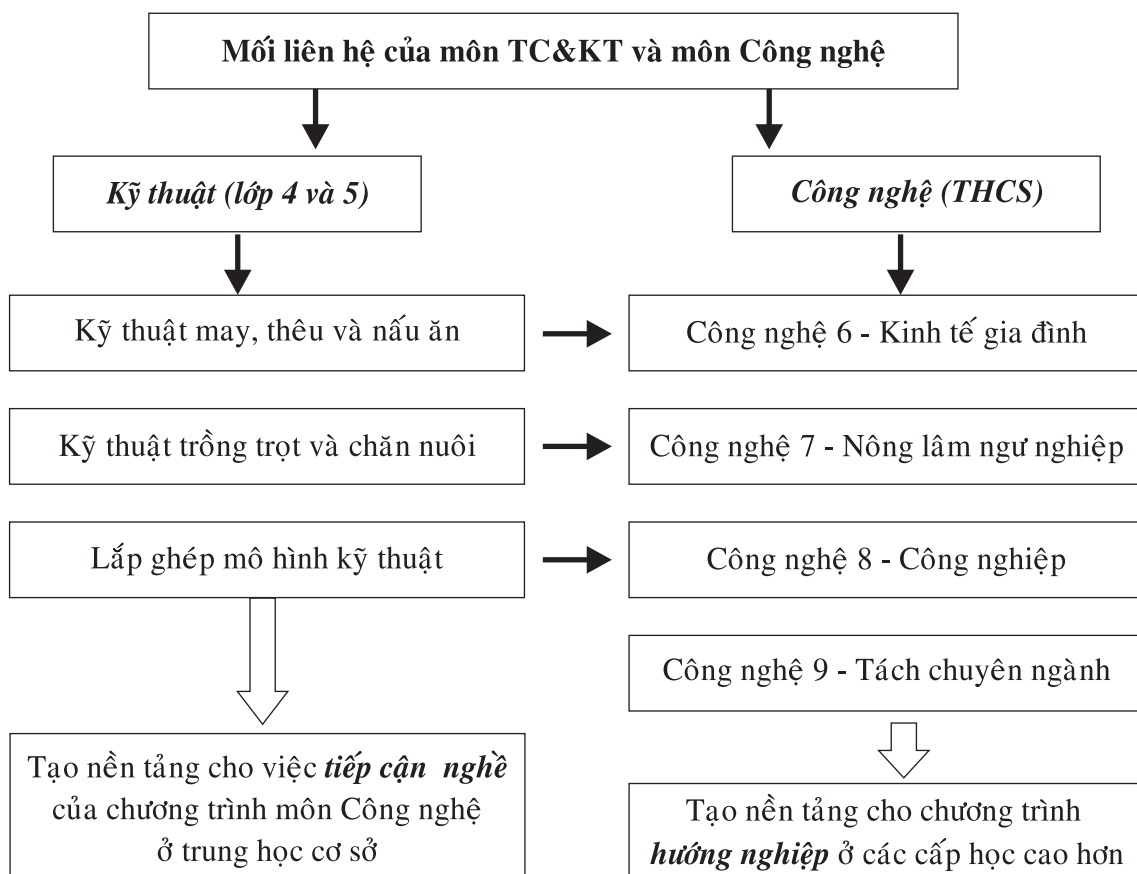 Mối liên hệ của môn TC&KT và môn Công nghệ
Kỹ thuật (lớp 4 và 5)
Công nghệ (THCS)
Kỹ thuật may, thêu và nấu ăn
Công nghệ 6 - Kinh tế gia đình
Kỹ thuật trồng trọt và chăn nuôi
Công nghệ 7 - Nông lâm ngư nghiệp
Lắp ghép mô hình kỹ thuật
Công nghệ 8 - Công nghiệp
Công nghệ 9 - Tách chuyên ngành
Tạo nền tảng cho việc tiếp cận nghề
của chương trình môn Công nghệ
ở trung học cơ sở
Tạo nền tảng cho chương trình
hướng nghiệp ở các cấp học cao hơn